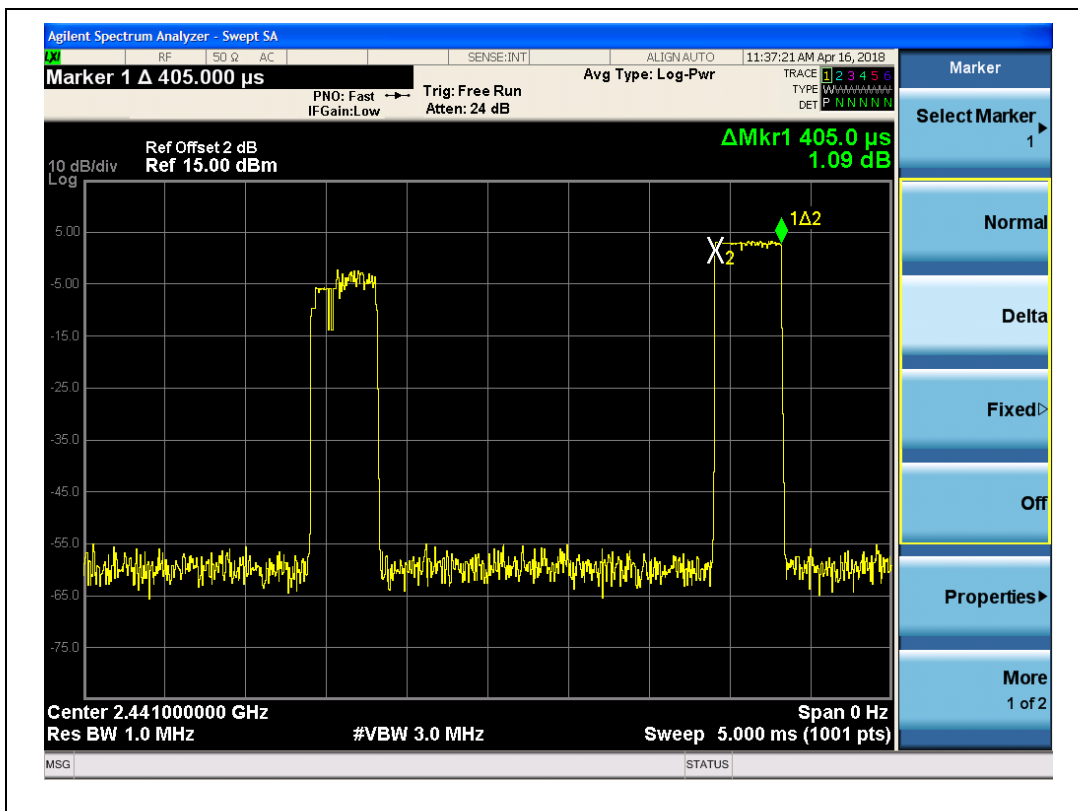 Agilent Spectrum Analyzer - Swept SA
LXI RF 50 Ω AC SENSE:INT ALIGNAUTO 11:37:21 AM Apr 16, 2018
Marker 1 Δ 405.000 µs
PNO: Fast
IFGain:Low
Trig: Free Run
Atten: 24 dB
Avg Type: Log-Pwr
TRACE 1 2 3 4 5 6
TYPE
DET P N N N N N
ΔMkr1 405.0 µs
1.09 dB
Ref Offset 2 dB
10 dB/div Ref 15.00 dBm
Log
5.00
-5.00
-15.0
-25.0
-35.0
-45.0
-55.0
-65.0
-75.0
1Δ2
X2
Center 2.441000000 GHz Span 0 Hz
Res BW 1.0 MHz #VBW 3.0 MHz Sweep 5.000 ms (1001 pts)
MSG STATUS
Marker
Select Marker
1
Normal
Delta
Fixed
Off
Properties
More
1 of 2